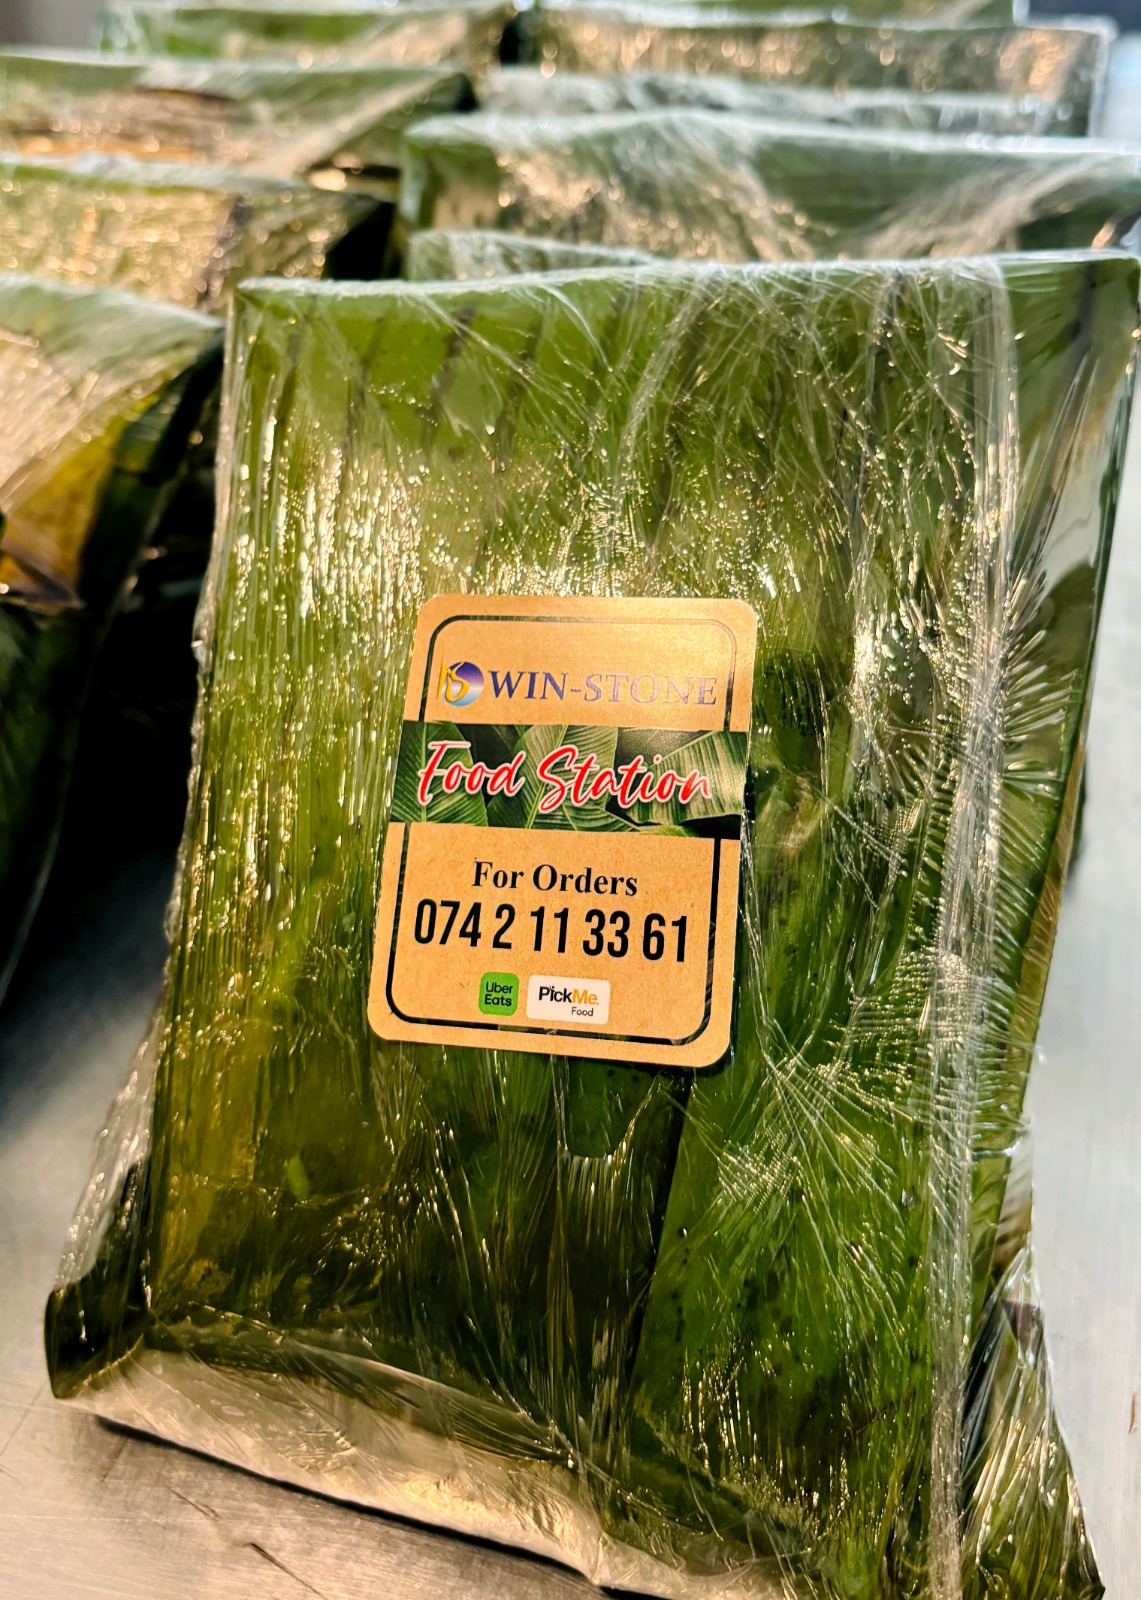 WIN-STONE
Food Station
For Orders
074 2 11 33 61
Uber
Eats
PickMe
Food